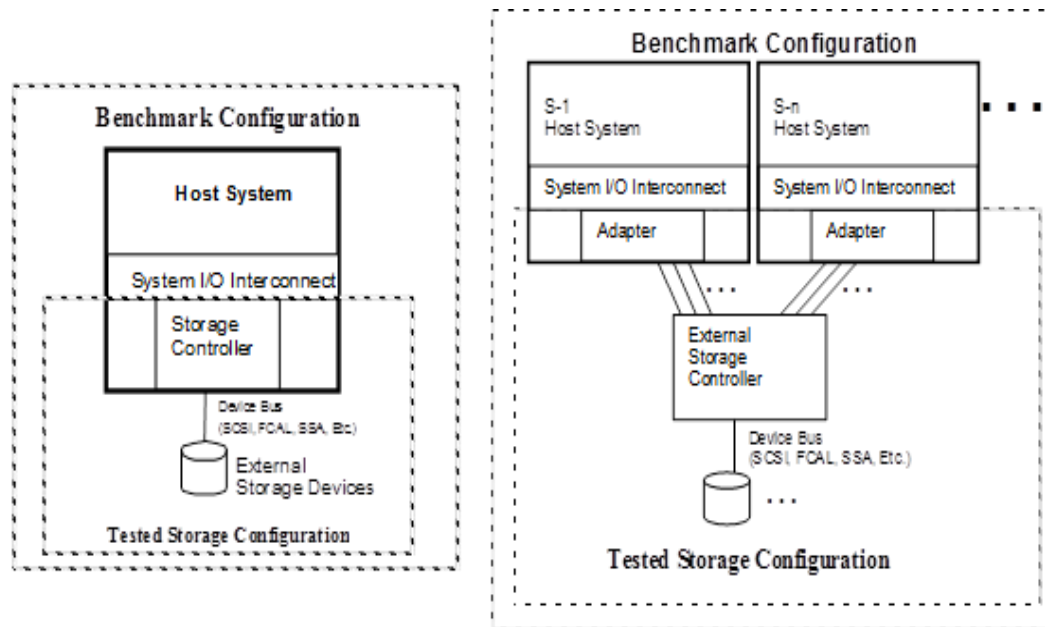 Benchmark Configuration
Host System
System I/O Interconnect
Storage
Controller
Device Bus
(SCSI, FCAL, SSA, Etc.)
External
Storage Devices
Tested Storage Configuration
Benchmark Configuration
S-1
Host System
System I/O Interconnect
Adapter
S-n
Host System
System I/O Interconnect
Adapter
...
...
...
External
Storage
Controller
Device Bus
(SCSI, FCAL, SSA, Etc.)
...
Tested Storage Configuration